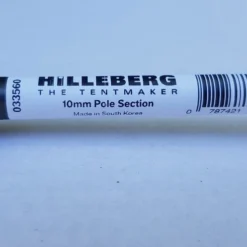 033560
HILLEBERG
THE TENTMAKER
10mm Pole Section
Made in South Korea
0 787421